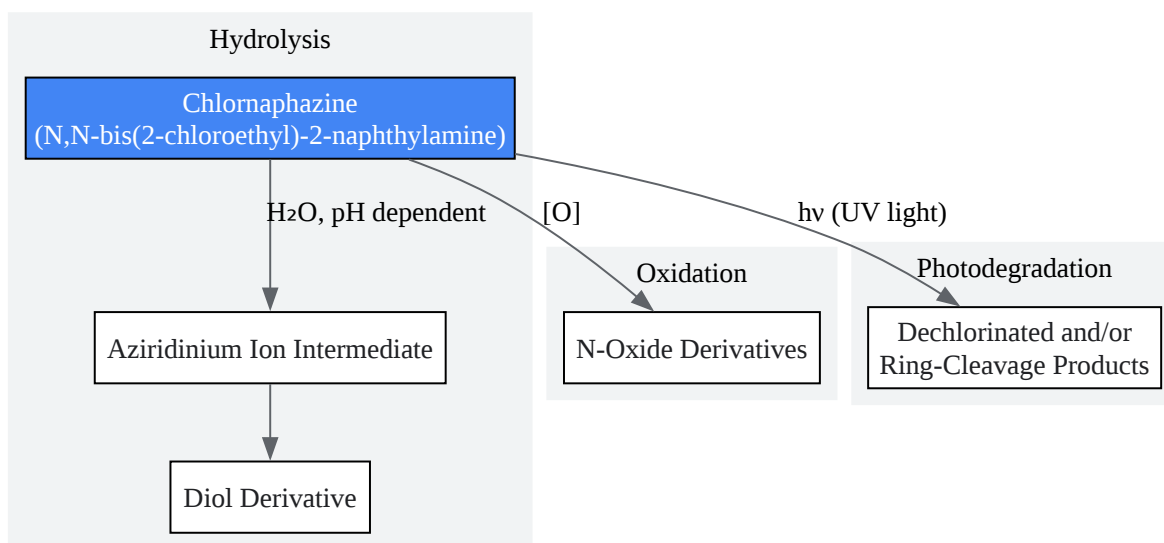 Hydrolysis
Chlornaphazine
(N,N-bis(2-chloroethyl)-2-naphthylamine)
H₂O, pH dependent
[O]
hν (UV light)
Oxidation
Photodegradation
Aziridinium Ion Intermediate
N-Oxide Derivatives
Dechlorinated and/or
Ring-Cleavage Products
Diol Derivative